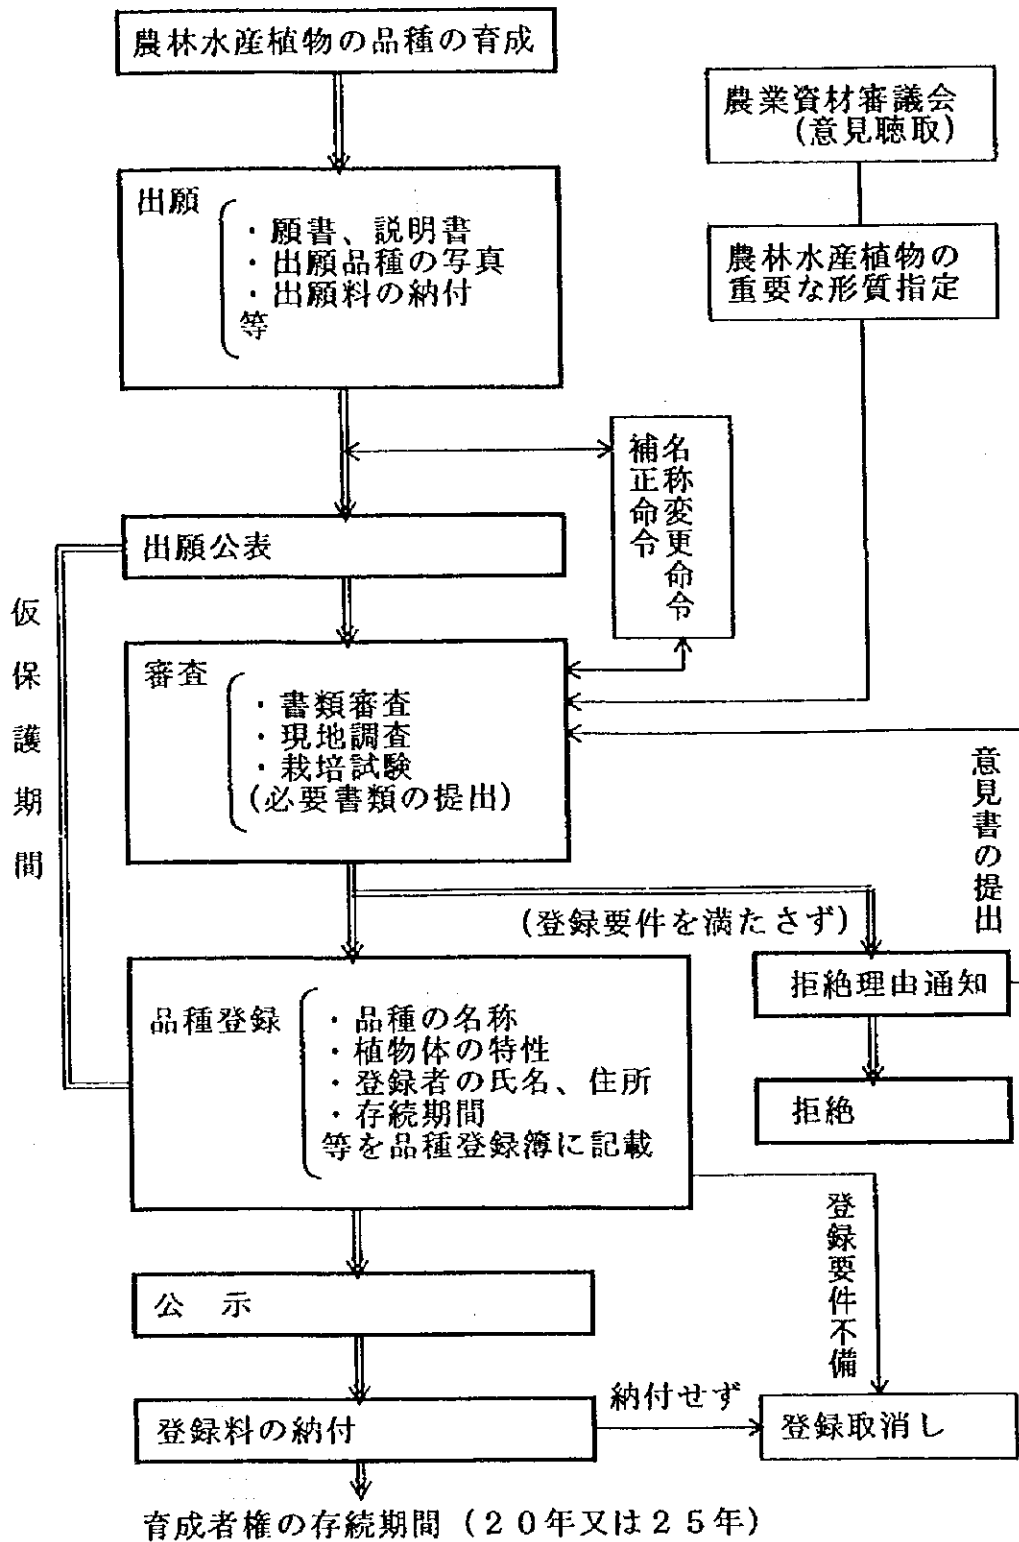 農林水産植物の品種の育成
農業資材審議会
(意見聴取)
出願
・願書、説明書
・出願品種の写真
・出願料の納付
等
農林水産植物の
重要な形質指定
名称変更命令
補正命令
出願公表
仮保護期間
審査
・書類審査
・現地調査
・栽培試験
(必要書類の提出)
意見書の提出
(登録要件を満たさず)
拒絶理由通知
品種登録
・品種の名称
・植物体の特性
・登録者の氏名、住所
・存続期間
等を品種登録簿に記載
拒絶
登録要件不備
公 示
登録料の納付
納付せず
登録取消し
育成者権の存続期間(20年又は25年)